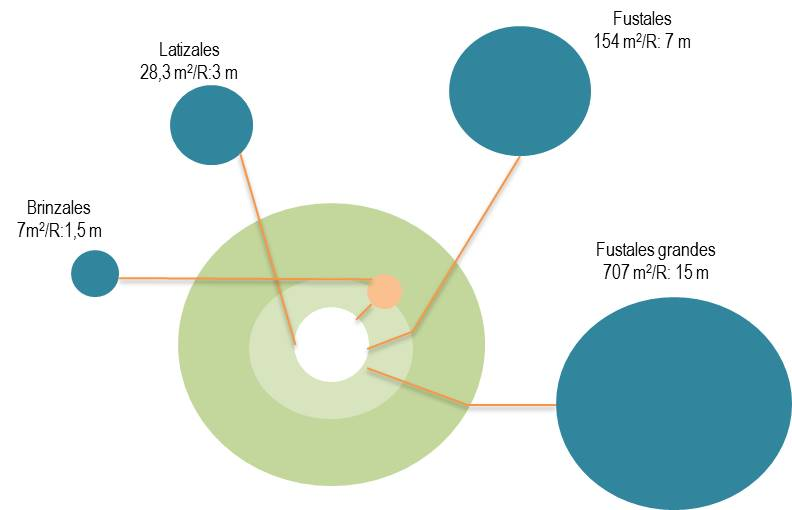 Fustales
154 m²/R: 7 m
Latizales
28,3 m²/R:3 m
Brinzales
7m²/R:1,5 m
Fustales grandes
707 m²/R: 15 m